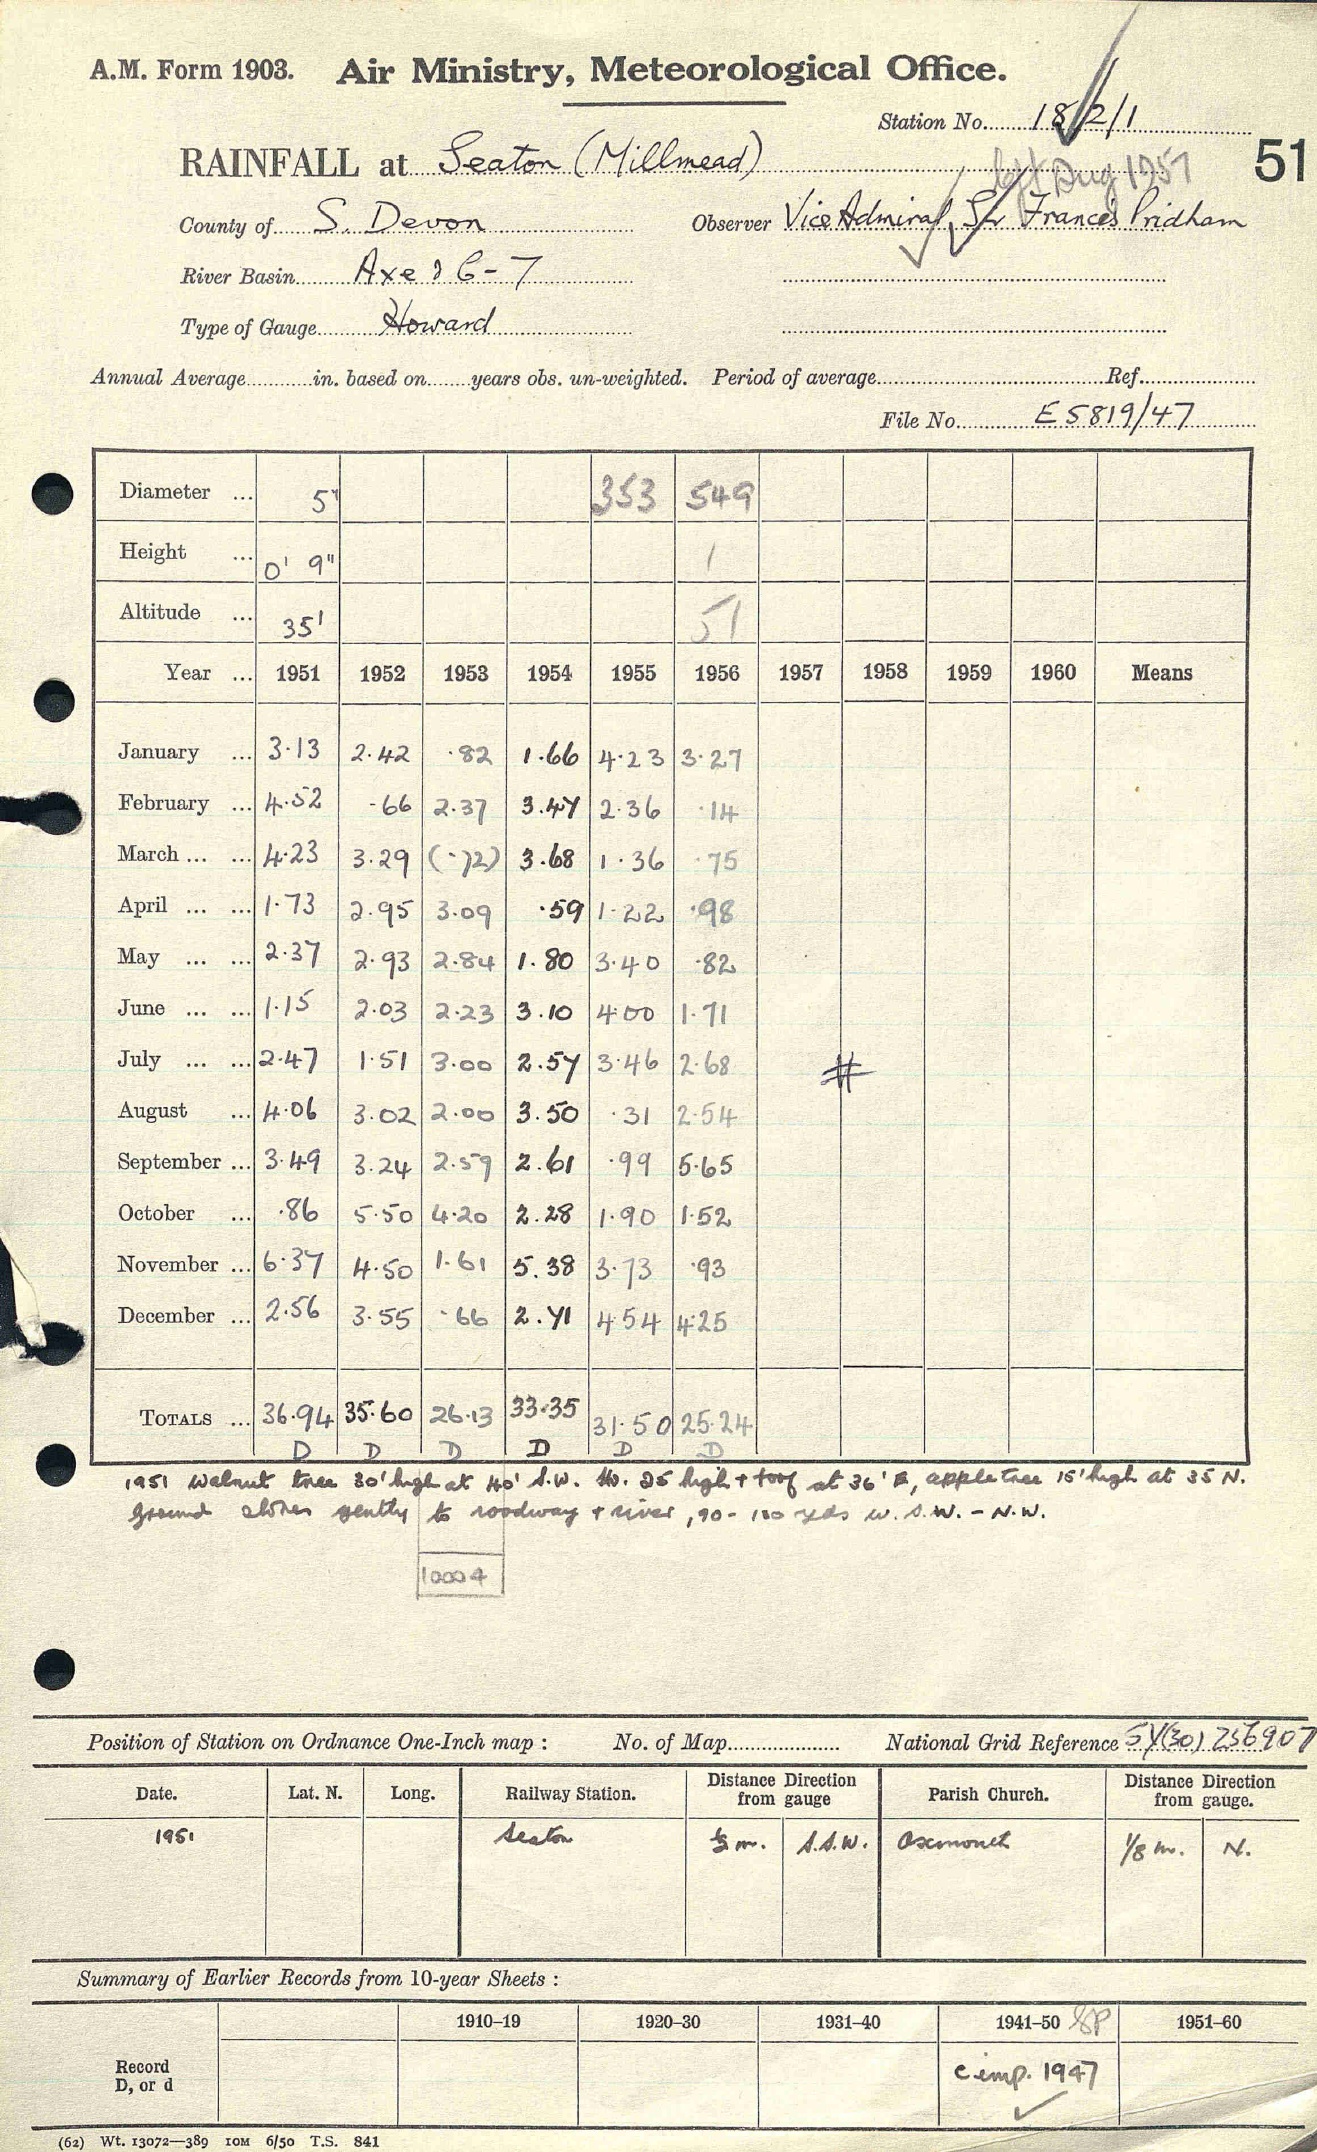 A.M. Form 1903. Air Ministry, Meteorological Office.
Station No. 182/1
RAINFALL at Seaton (Millmead) left Aug 1957 51
County of S. Devon Observer Vice Admiral Sir Francis Pridham
River Basin Axe & 6-7
Type of Gauge Howard
Annual Average in. based on years obs. un-weighted. Period of average Ref.
File No. E5819/47
Diameter ... 5" 353 549
Height ... 0' 9" 1
Altitude ... 35' 51
Year ... 1951 1952 1953 1954 1955 1956 1957 1958 1959 1960 Means
January ... 3.13 2.42 .82 1.66 4.23 3.27
February ... 4.52 .66 2.37 3.47 2.36 .14
March ... ... 4.23 3.29 (.72) 3.68 1.36 .75
April ... ... 1.73 2.95 3.09 .59 1.22 .98
May ... ... 2.37 2.93 2.84 1.80 3.40 .82
June ... ... 1.15 2.03 2.23 3.10 4.00 1.71
July ... ... 2.47 1.51 3.00 2.57 3.46 2.68
#
August ... 4.06 3.02 2.00 3.50 .31 2.54
September ... 3.49 3.24 2.59 2.61 .99 5.65
October ... .86 5.50 4.20 2.28 1.90 1.52
November ... 6.37 4.50 1.61 5.38 3.73 .93
December ... 2.56 3.55 .66 2.71 4.54 4.25
TOTALS ... 36.94 35.60 26.13 33.35 31.50 25.24
D D D D D D
1951 Walnut tree 30' high at 40' S.W. Ho. 25 high + roof at 36' E, apple tree 15' high at 35 N.
Ground slopes gently to roadway + river, 90 - 100 yds W.S.W. - N.W.
10004
Position of Station on Ordnance One-Inch map : No. of Map National Grid Reference SY(30) 256907
Date. Lat. N. Long. Railway Station. Distance Direction from gauge Parish Church. Distance Direction from gauge.
1951 Seaton m. S.S.W. Axmouth 1/8 m. N.
Summary of Earlier Records from 10-year Sheets :
1910–19 1920–30 1931–40 1941–50 1951–60
Record
D, or d
c imp. 1947
(62) Wt. 13072—389 10M 6/50 T.S. 841